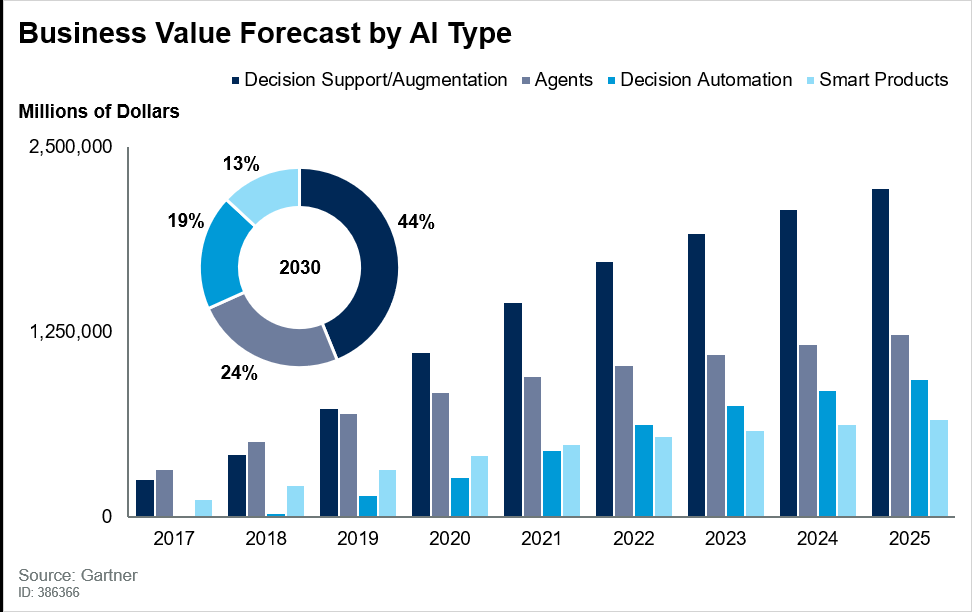 Business Value Forecast by AI Type
Decision Support/Augmentation Agents Decision Automation Smart Products
Millions of Dollars
2,500,000
13%
19%
44%
2030
1,250,000
24%
0
2017 2018 2019 2020 2021 2022 2023 2024 2025
Source: Gartner
ID: 386366